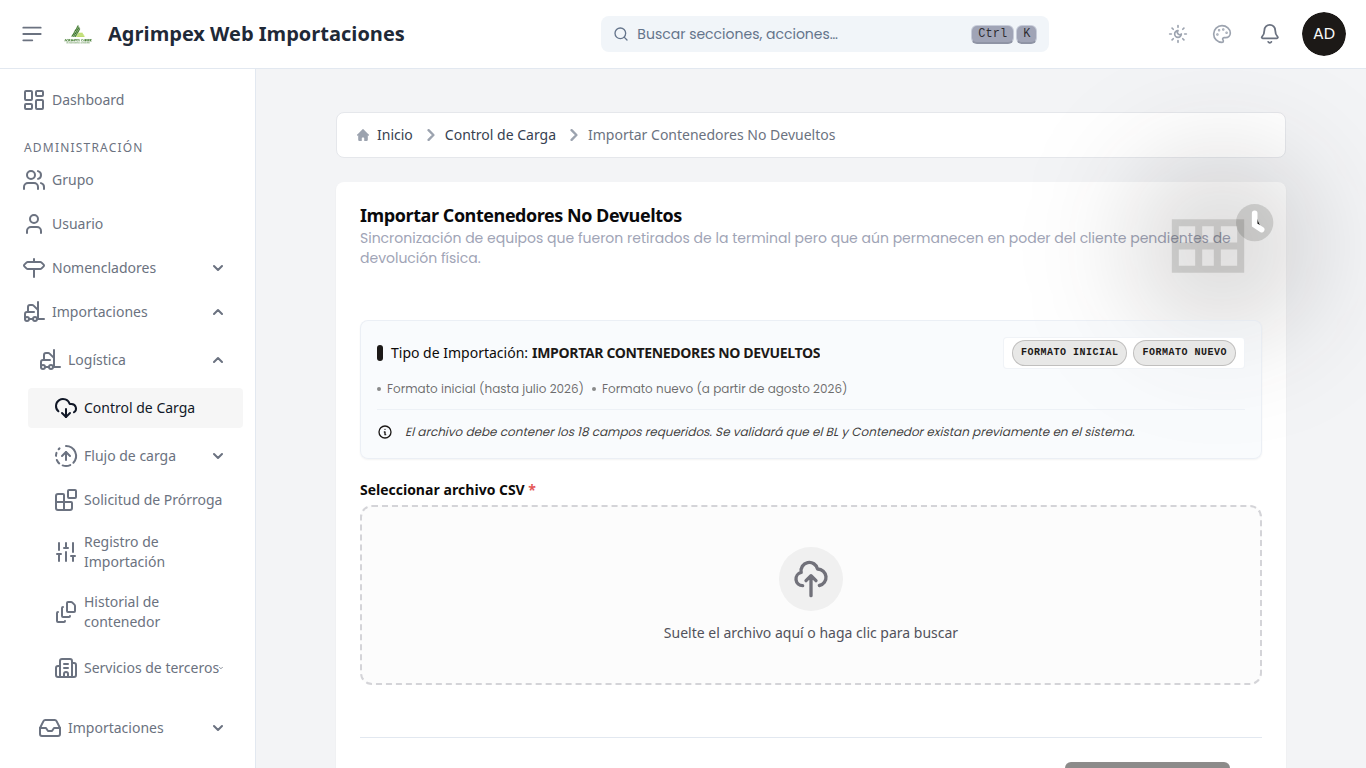 Agrimpex Web Importaciones
Buscar secciones, acciones...
Ctrl K
AD
Dashboard
ADMINISTRACIÓN
Grupo
Usuario
Nomencladores
Importaciones
Logística
Control de Carga
Flujo de carga
Solicitud de Prórroga
Registro de
Importación
Historial de
contenedor
Servicios de terceros
Importaciones
Inicio
Control de Carga
Importar Contenedores No Devueltos
Importar Contenedores No Devueltos
Sincronización de equipos que fueron retirados de la terminal pero que aún permanecen en poder del cliente pendientes de
devolución física.
Tipo de Importación: IMPORTAR CONTENEDORES NO DEVUELTOS
FORMATO INICIAL
FORMATO NUEVO
• Formato inicial (hasta julio 2026) • Formato nuevo (a partir de agosto 2026)
El archivo debe contener los 18 campos requeridos. Se validará que el BL y Contenedor existan previamente en el sistema.
Seleccionar archivo CSV *
Suelte el archivo aquí o haga clic para buscar